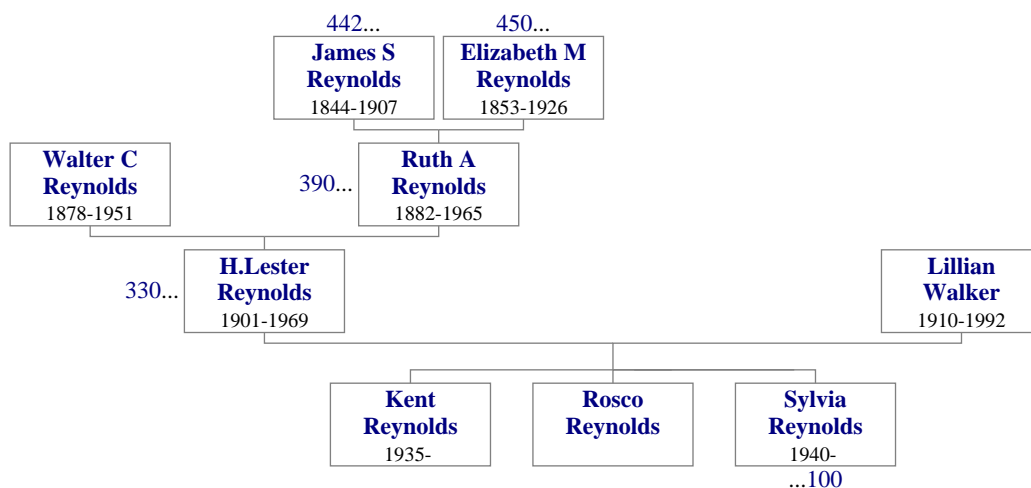 442...
450...
James S
Reynolds
1844-1907
Elizabeth M
Reynolds
1853-1926
Walter C
Reynolds
1878-1951
390...
Ruth A
Reynolds
1882-1965
330...
H.Lester
Reynolds
1901-1969
Lillian
Walker
1910-1992
Kent
Reynolds
1935-
Rosco
Reynolds
Sylvia
Reynolds
1940-
...100